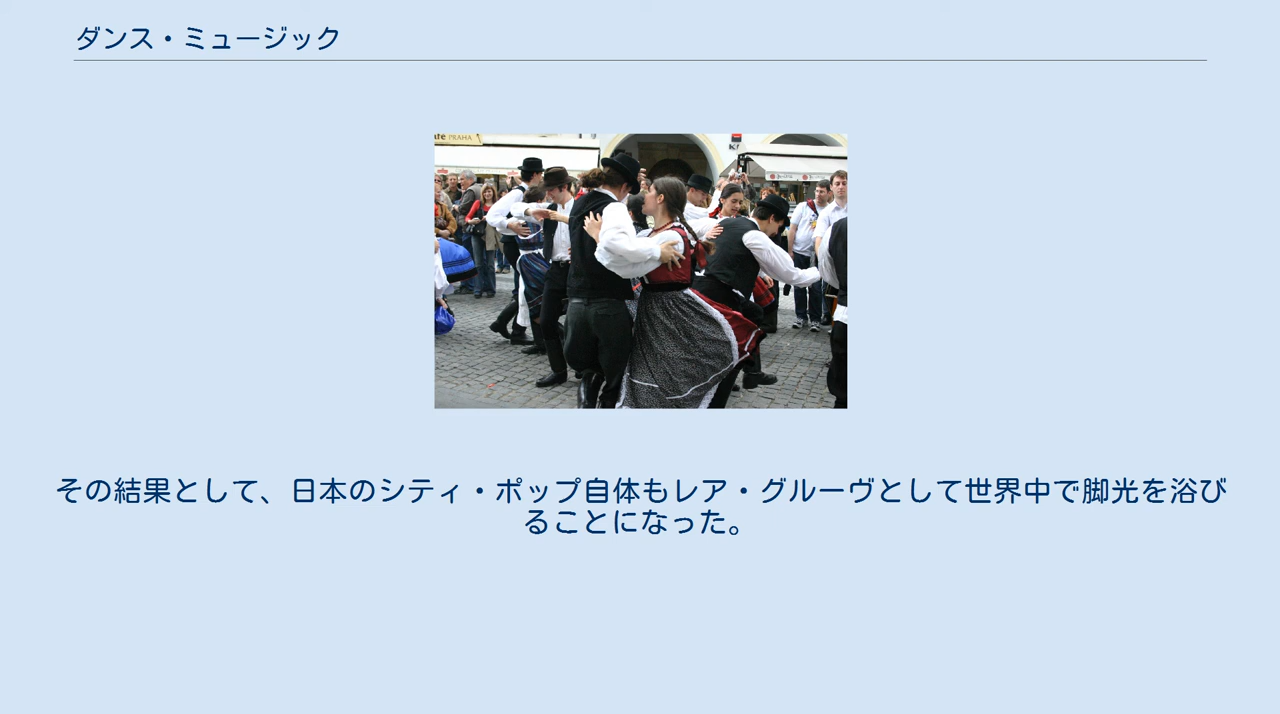 ダンス・ミュージック
PRAHA
その結果として、日本のシティ・ポップ自体もレア・グルーヴとして世界中で脚光を浴び
ることになった。